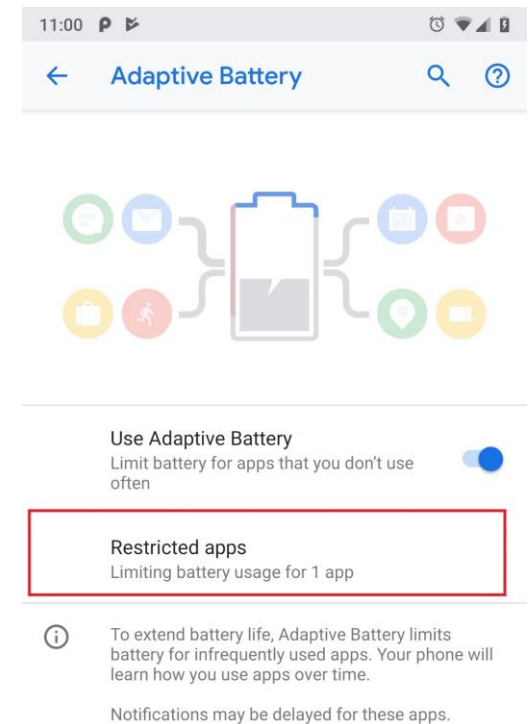 11:00
Adaptive Battery
Use Adaptive Battery
Limit battery for apps that you don't use
often
Restricted apps
Limiting battery usage for 1 app
To extend battery life, Adaptive Battery limits
battery for infrequently used apps. Your phone will
learn how you use apps over time.
Notifications may be delayed for these apps.